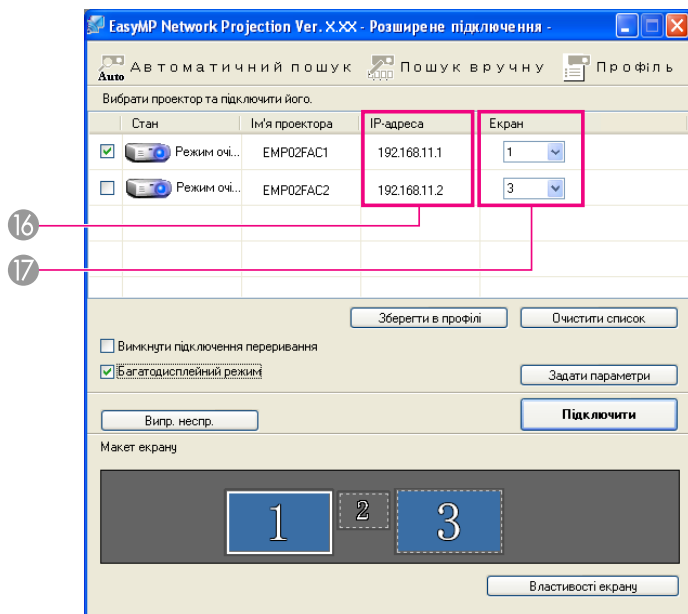 EasyMP Network Projection Ver. X.XX - Розширене підключення -
Auto Автоматичний пошук Пошук вручну Профіль
Вибрати проектор та підключити його.
Стан Ім'я проектора IP-адреса Екран
Режим очі... EMP02FAC1 192.168.11.1 1
Режим очі... EMP02FAC2 192.168.11.2 3
16
17
Зберегти в профілі Очистити список
Вимкнути підключення переривання
Багатодисплейний режим
Задати параметри
Випр. неспр. Підключити
Макет екрану
1 2 3
Властивості екрану